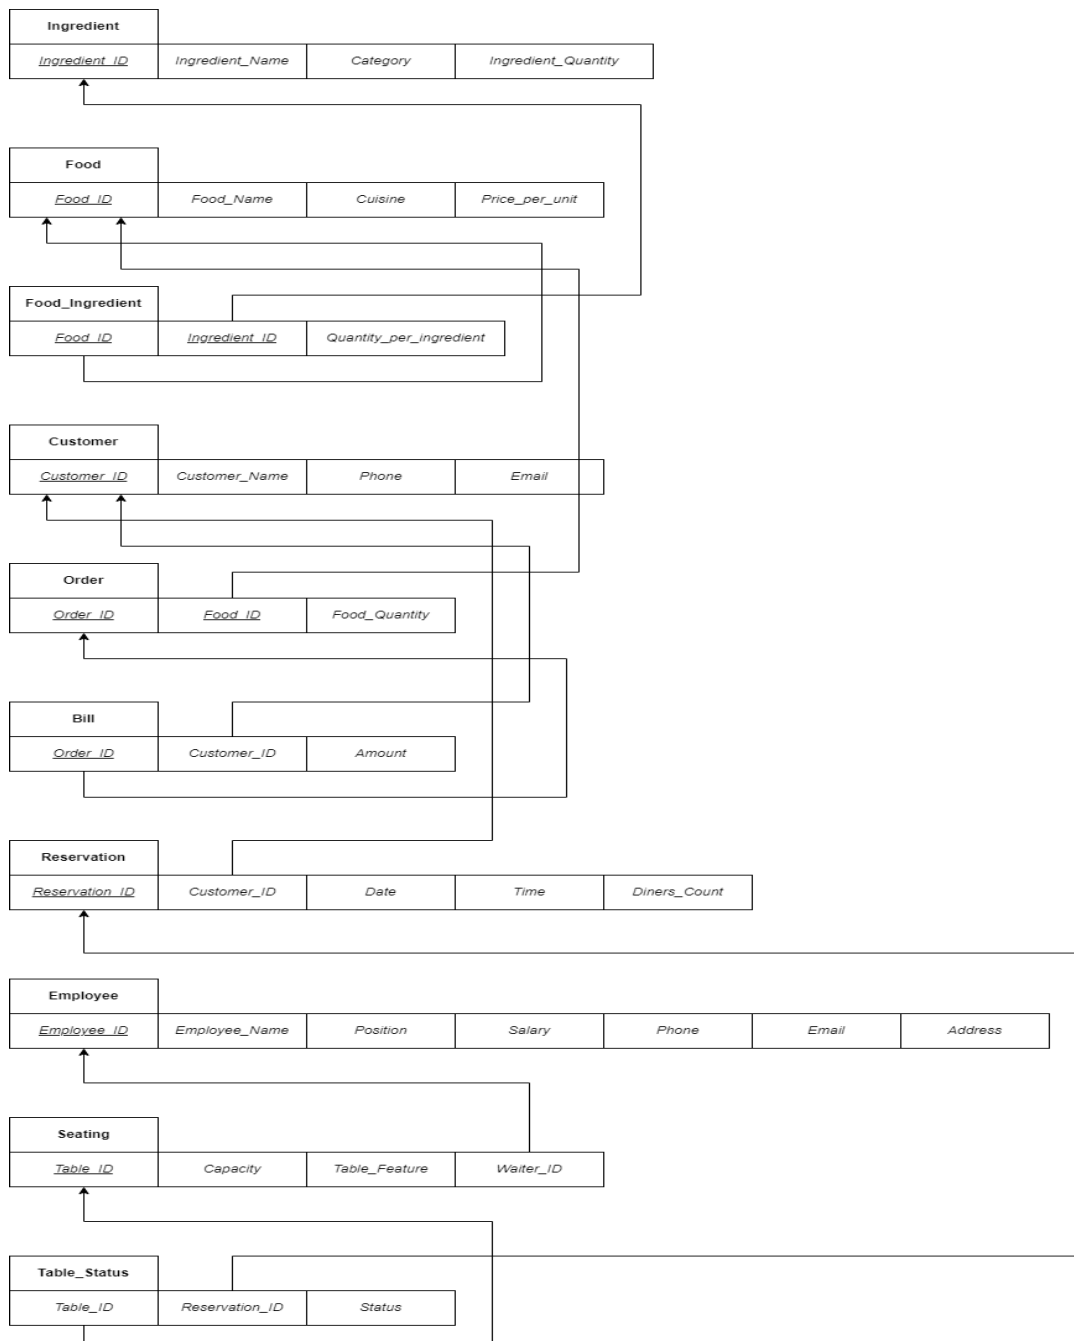 Ingredient
Ingredient_ID Ingredient_Name Category Ingredient_Quantity
Food
Food_ID Food_Name Cuisine Price_per_unit
Food_Ingredient
Food_ID Ingredient_ID Quantity_per_ingredient
Customer
Customer_ID Customer_Name Phone Email
Order
Order_ID Food_ID Food_Quantity
Bill
Order_ID Customer_ID Amount
Reservation
Reservation_ID Customer_ID Date Time Diners_Count
Employee
Employee_ID Employee_Name Position Salary Phone Email Address
Seating
Table_ID Capacity Table_Feature Waiter_ID
Table_Status
Table_ID Reservation_ID Status